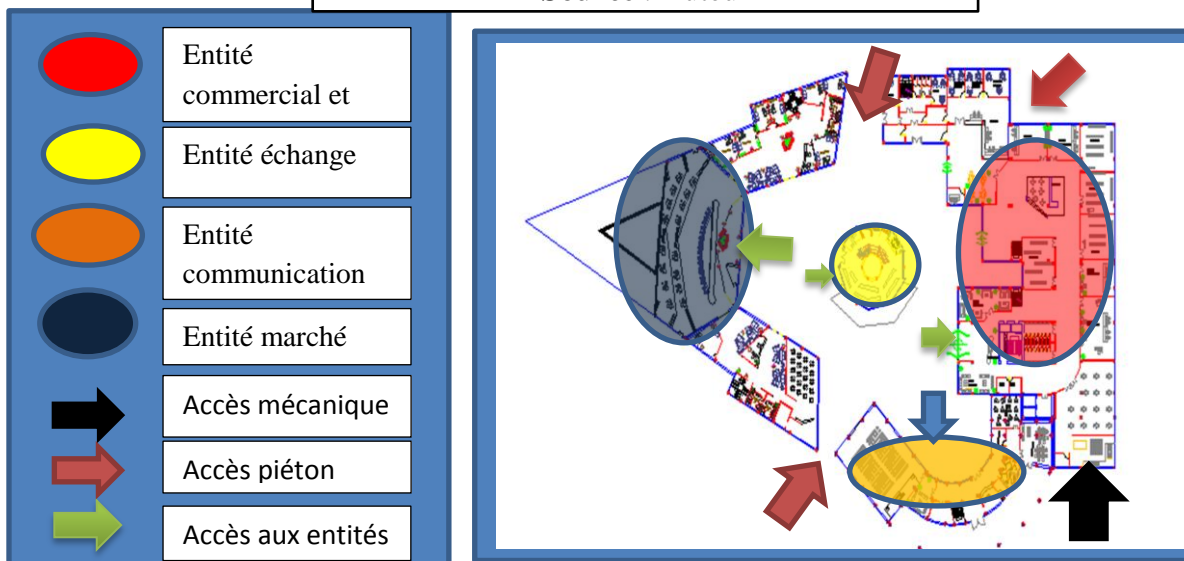 Entité
commercial et
Entité échange
Entité
communication
Entité marché
Accès mécanique
Accès piéton
Accès aux entités